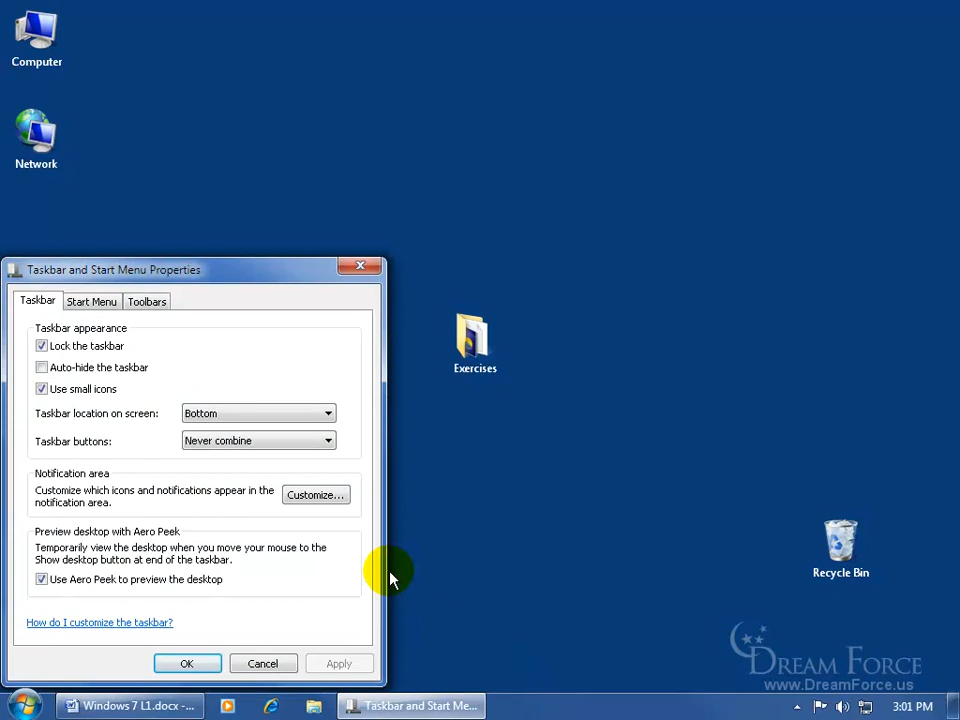 Computer
Network
Taskbar and Start Menu Properties
Taskbar
Start Menu
Toolbars
Taskbar appearance
Lock the taskbar
Auto-hide the taskbar
Use small icons
Taskbar location on screen:
Bottom
Taskbar buttons:
Never combine
Notification area
Customize which icons and notifications appear in the
notification area.
Customize...
Preview desktop with Aero Peek
Temporarily view the desktop when you move your mouse to the
Show desktop button at end of the taskbar.
Use Aero Peek to preview the desktop
How do I customize the taskbar?
OK
Cancel
Apply
Exercises
Recycle Bin
DREAM FORCE
www.DreamForce.us
Windows 7 L1.docx -...
Taskbar and Start Me...
3:01 PM